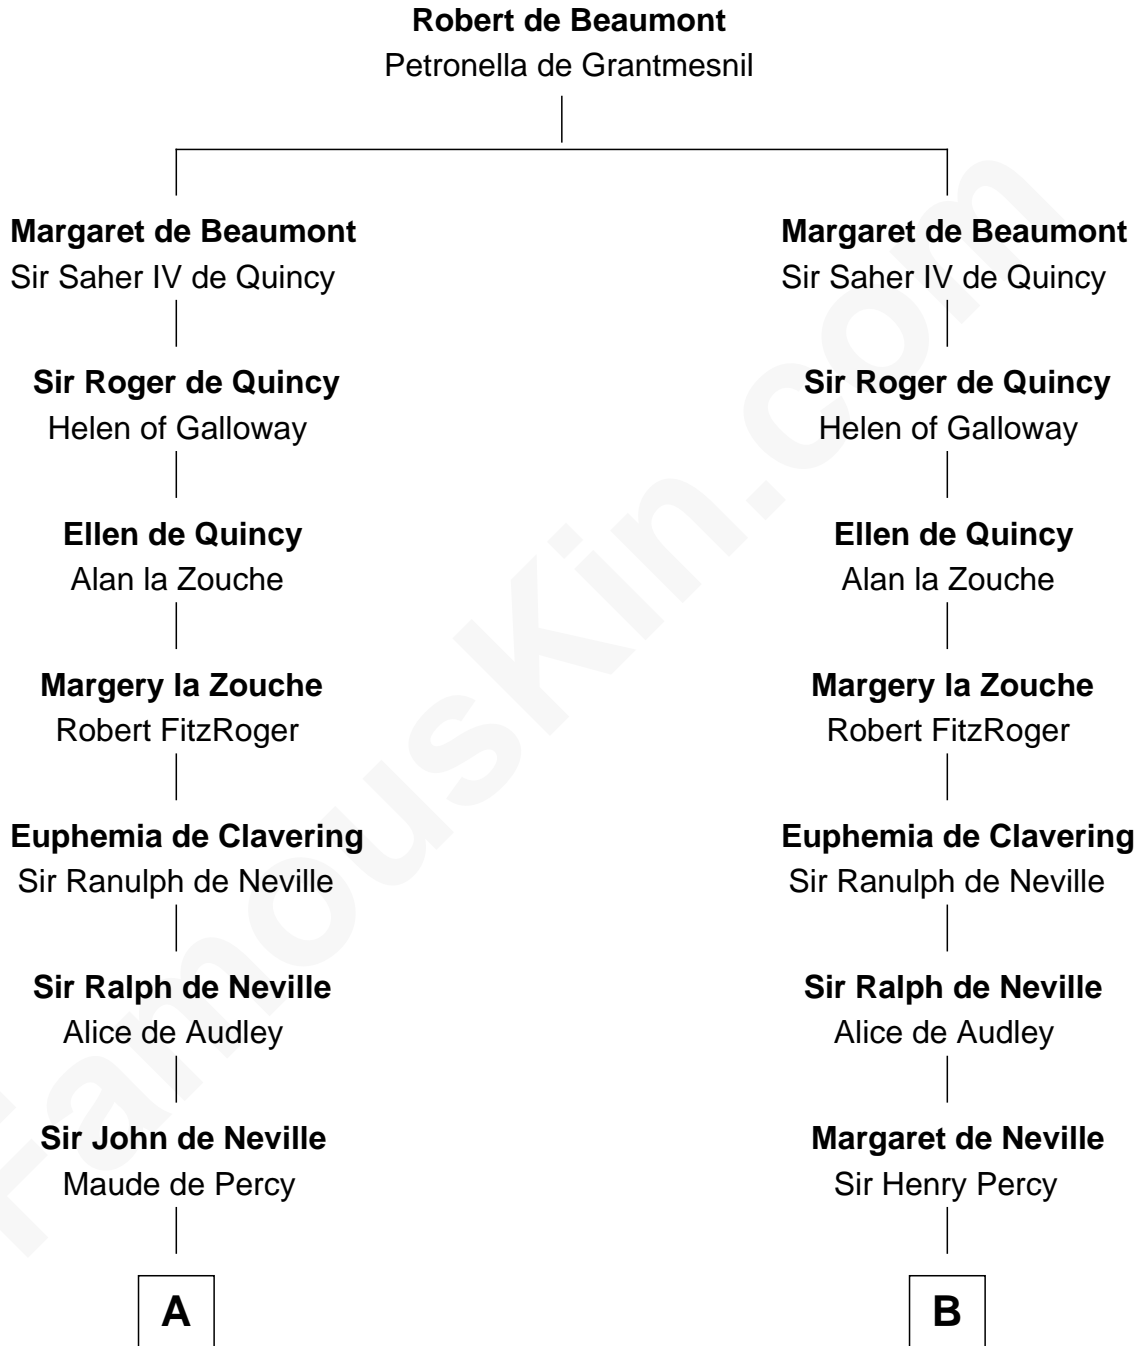 Robert de Beaumont
Petronella de Grantmesnil
Margaret de Beaumont
Sir Saher IV de Quincy
Sir Roger de Quincy
Helen of Galloway
Ellen de Quincy
Alan la Zouche
Margery la Zouche
Robert FitzRoger
Euphemia de Clavering
Sir Ranulph de Neville
Sir Ralph de Neville
Alice de Audley
Sir John de Neville
Maude de Percy
A
Margaret de Beaumont
Sir Saher IV de Quincy
Sir Roger de Quincy
Helen of Galloway
Ellen de Quincy
Alan la Zouche
Margery la Zouche
Robert FitzRoger
Euphemia de Clavering
Sir Ranulph de Neville
Sir Ralph de Neville
Alice de Audley
Margaret de Neville
Sir Henry Percy
B
FamousKin.com